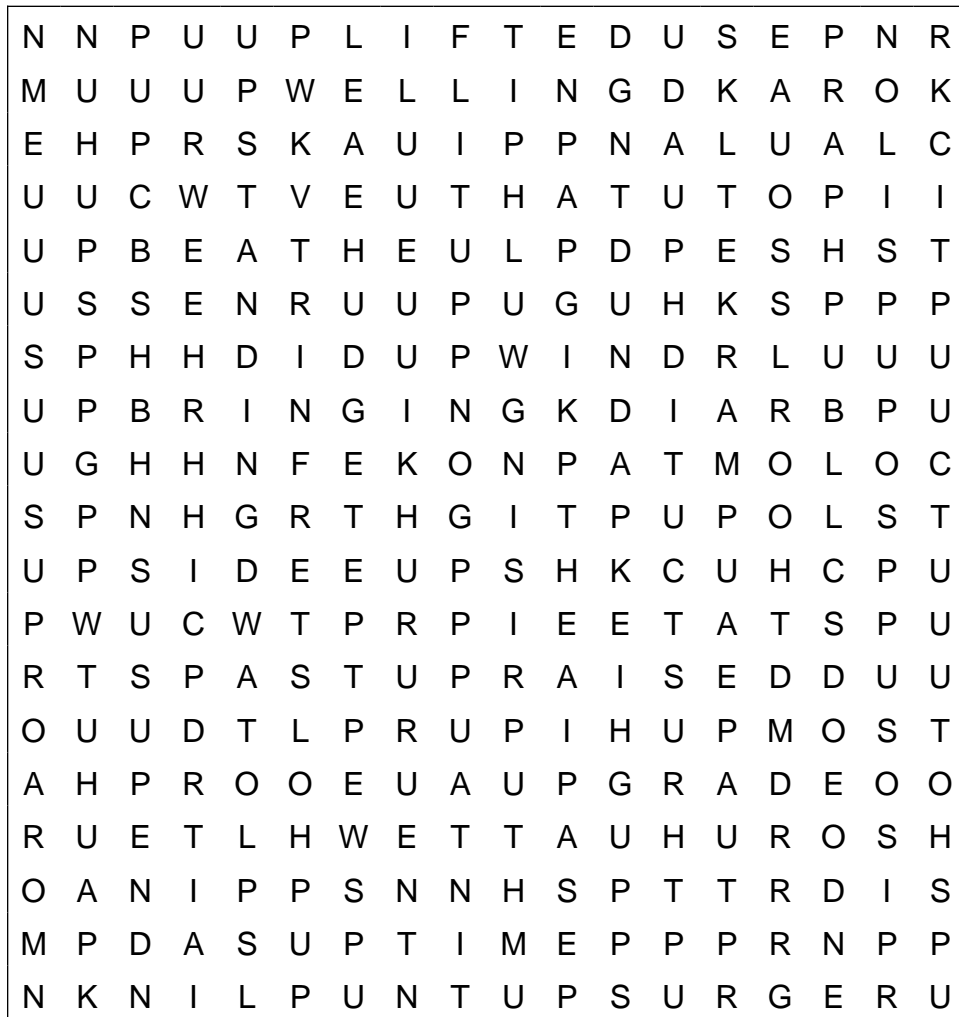 N N P U U P L I F T E D U S E P N R
M U U U P W E L L I N G D K A R O K
E H P R S K A U I P P N A L U A L C
U U C W T V E U T H A T U T O P I I
U P B E A T H E U L P D P E S H S T
U S S E N R U U P U G U H K S P P P
S P H H D I D U P W I N D R L U U U
U P B R I N G I N G K D I A R B P U
U G H H N F E K O N P A T M O L O C
S P N H G R T H G I T P U P O L S T
U P S I D E E U P S H K C U H C P U
P W U C W T P R P I E E T A T S P U
R T S P A S T U P R A I S E D D U U
O U U D T L P R U P I H U P M O S T
A H P R O O E U A U P G R A D E O O
R U E T L H W E T T A U H U R O S H
O A N I P P S N N H S P T T R D I S
M P D A S U P T I M E P P P R N P P
N K N I L P U N T U P S U R G E R U